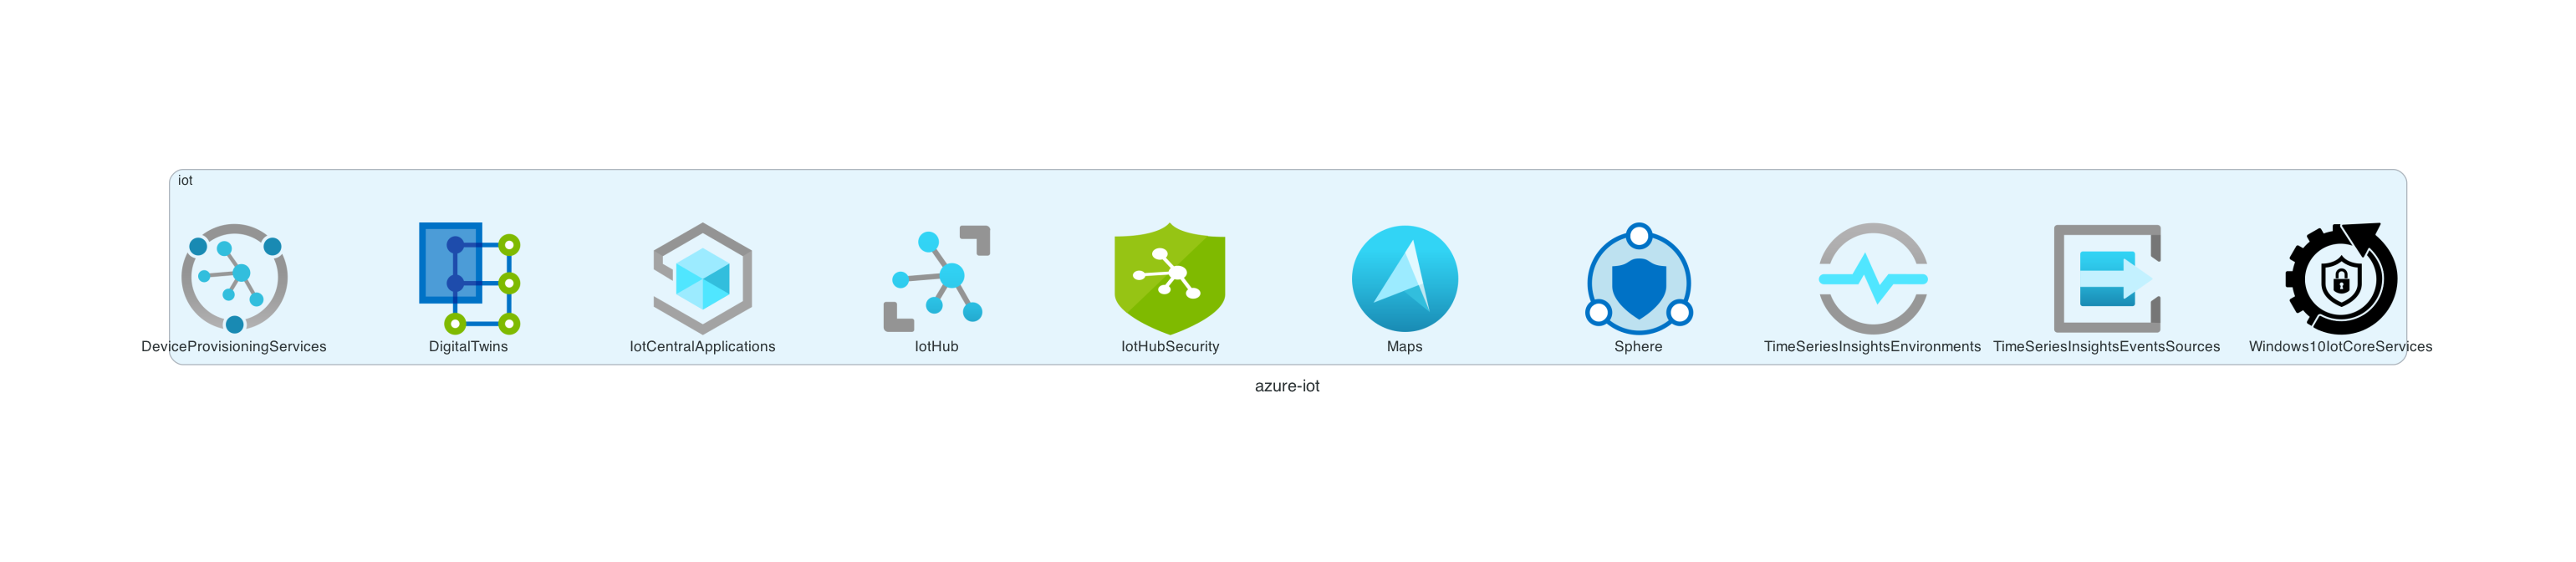 iot
DeviceProvisioningServices
DigitalTwins
IotCentralApplications
IotHub
IotHubSecurity
Maps
Sphere
TimeSeriesInsightsEnvironments
TimeSeriesInsightsEventsSources
Windows10IotCoreServices
azure-iot